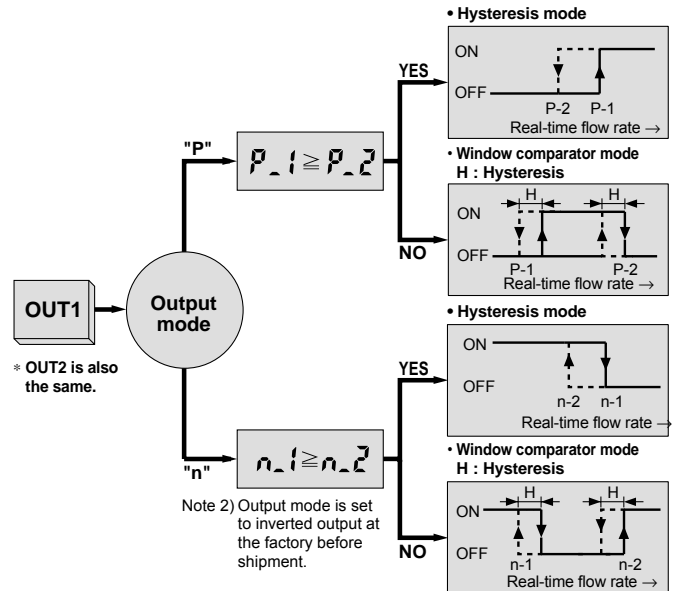 • Hysteresis mode
ON
OFF
P-2 P-1
Real-time flow rate →
YES
"P"
P_1 ≧ P_2
NO
• Window comparator mode
H : Hysteresis
H H
ON
OFF
P-1 P-2
Real-time flow rate →
OUT1
Output
mode
* OUT2 is also
the same.
• Hysteresis mode
ON
OFF
n-2 n-1
Real-time flow rate →
YES
"n"
n_1≧n_2
NO
Note 2) Output mode is set
to inverted output at
the factory before
shipment.
• Window comparator mode
H : Hysteresis
H H
ON
OFF
n-1 n-2
Real-time flow rate →